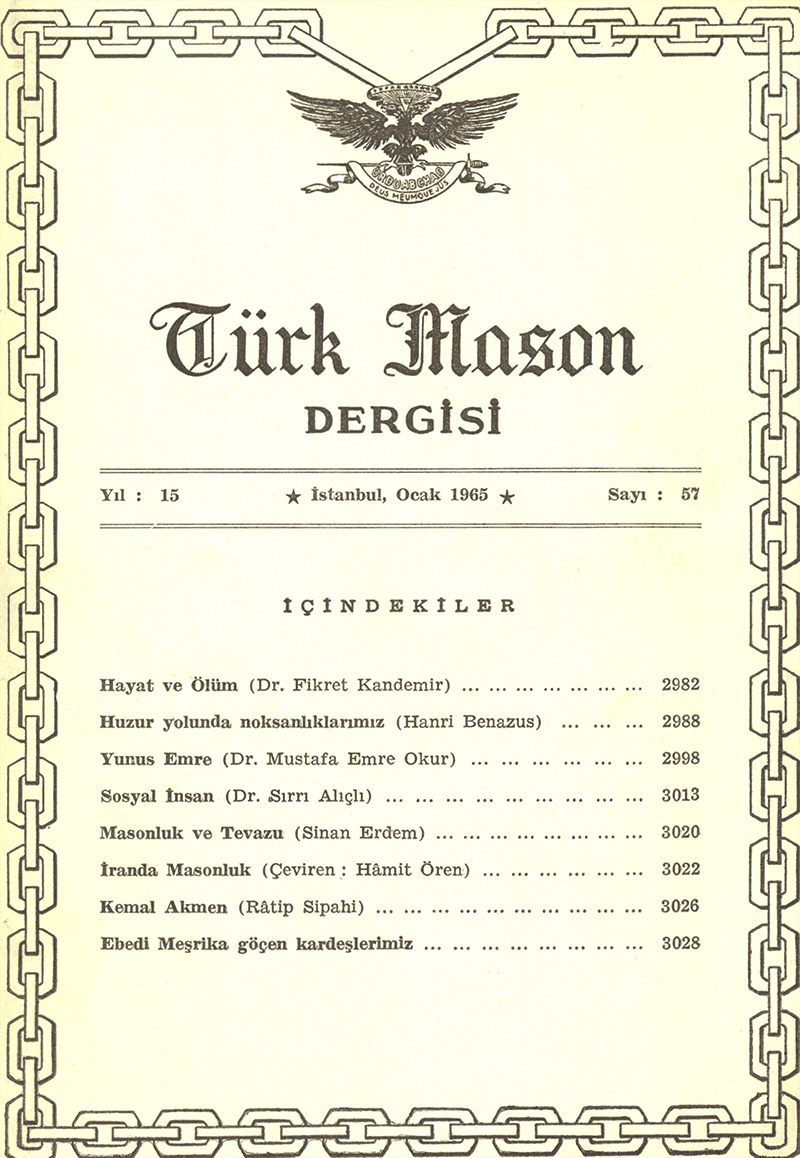 ORDO AB CHAO
DEUS MEUMQUE JUS
Türk Mason
DERGİSİ
Yıl : 15 ★ İstanbul, Ocak 1965 ★ Sayı : 57
İÇİNDEKİLER
Hayat ve Ölüm (Dr. Fikret Kandemir) ... ... ... ... ... ... ... 2982
Huzur yolunda noksanlıklarımız (Hanri Benazus) ... ... ... 2988
Yunus Emre (Dr. Mustafa Emre Okur) ... ... ... ... ... ... 2998
Sosyal İnsan (Dr. Sırrı Alıçlı) ... ... ... ... ... ... ... ... ... 3013
Masonluk ve Tevazu (Sinan Erdem) ... ... ... ... ... ... ... 3020
İranda Masonluk (Çeviren : Hâmit Ören) ... ... ... ... ... ... 3022
Kemal Akmen (Râtip Sipahi) ... ... ... ... ... ... ... ... ... ... 3026
Ebedi Meşrika göçen kardeşlerimiz ... ... ... ... ... ... ... ... 3028